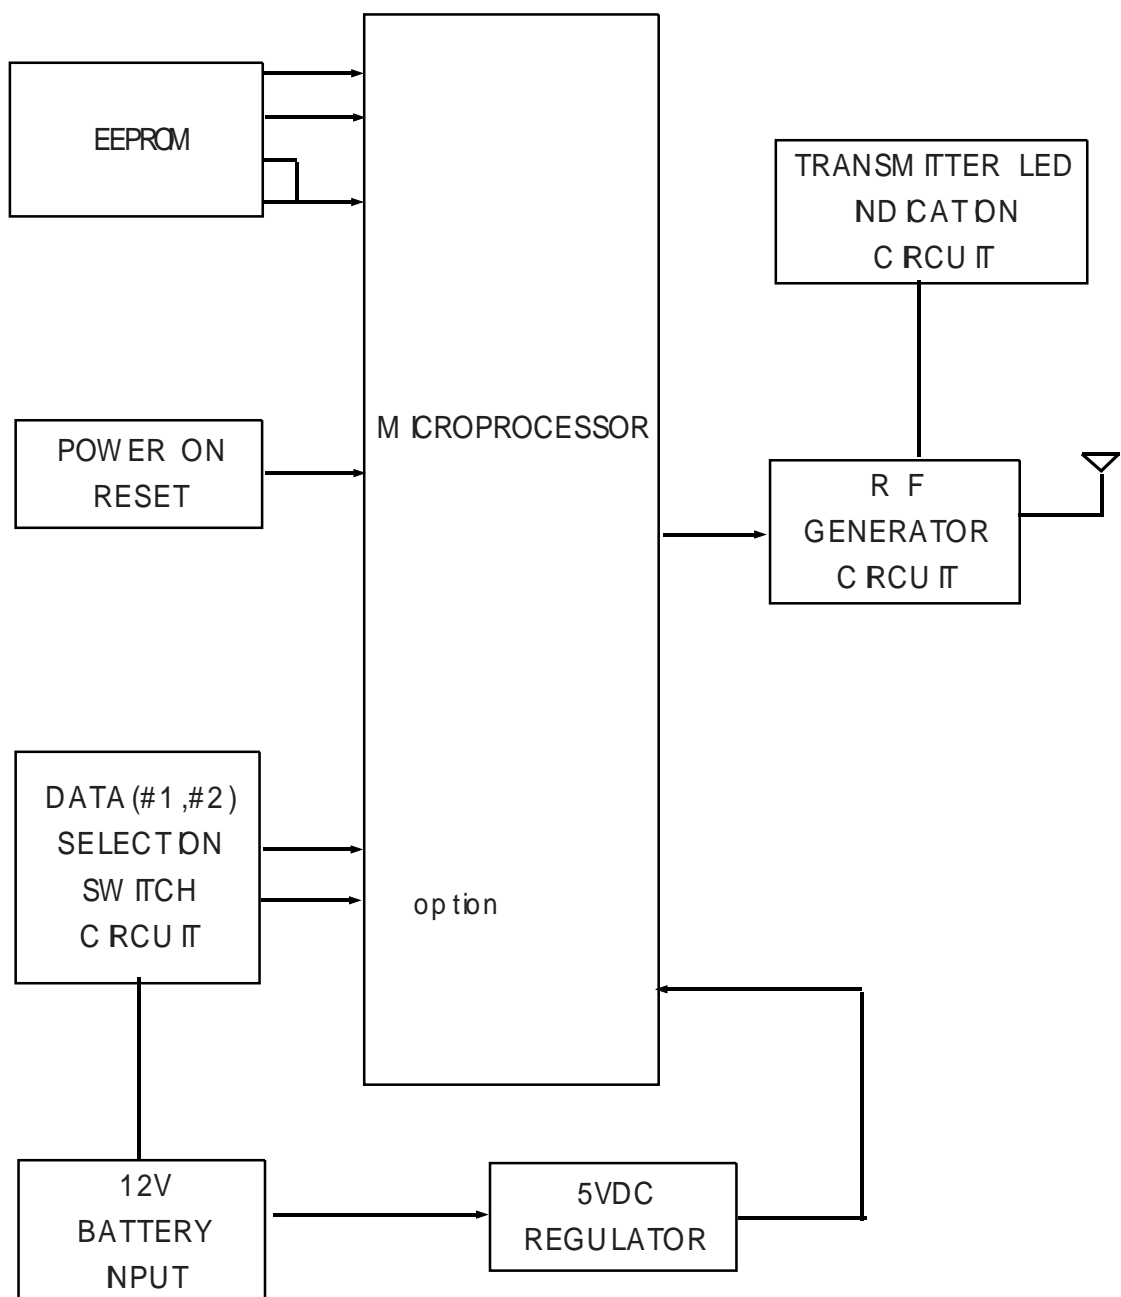 EEPROM
TRANSMITTER LED
INDICATION
CIRCUIT
MICROPROCESSOR
POWER ON
RESET
RF
GENERATOR
CIRCUIT
DATA(#1,#2)
SELECTION
SWITCH
CIRCUIT
option
12V
BATTERY
INPUT
5VDC
REGULATOR